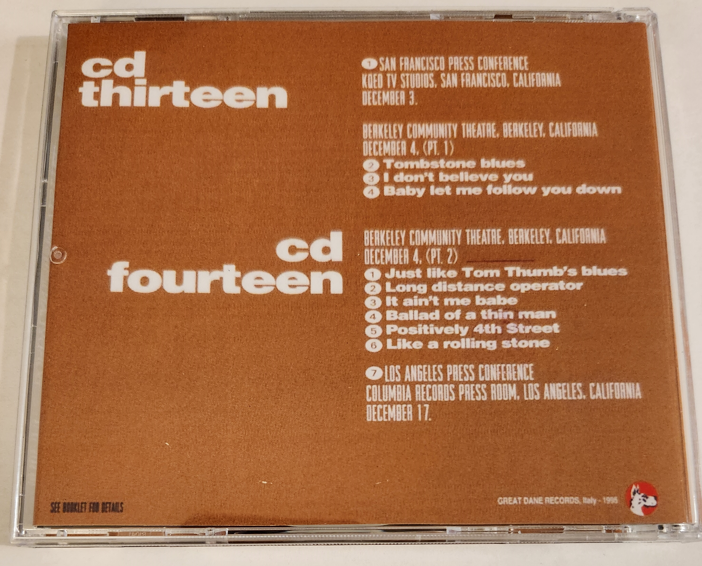 cd
thirteen
1 SAN FRANCISCO PRESS CONFERENCE
KQED TV STUDIOS, SAN FRANCISCO, CALIFORNIA
DECEMBER 3.
BERKELEY COMMUNITY THEATRE, BERKELEY, CALIFORNIA
DECEMBER 4, (PT. 1)
2 Tombstone blues
3 I don't believe you
4 Baby let me follow you down
cd
fourteen
BERKELEY COMMUNITY THEATRE, BERKELEY, CALIFORNIA
DECEMBER 4, (PT. 2)
1 Just like Tom Thumb's blues
2 Long distance operator
3 It ain't me babe
4 Ballad of a thin man
5 Positively 4th Street
6 Like a rolling stone
7 LOS ANGELES PRESS CONFERENCE
COLUMBIA RECORDS PRESS ROOM, LOS ANGELES, CALIFORNIA
DECEMBER 17.
SEE BOOKLET FOR DETAILS
GREAT DANE RECORDS, Italy - 1995